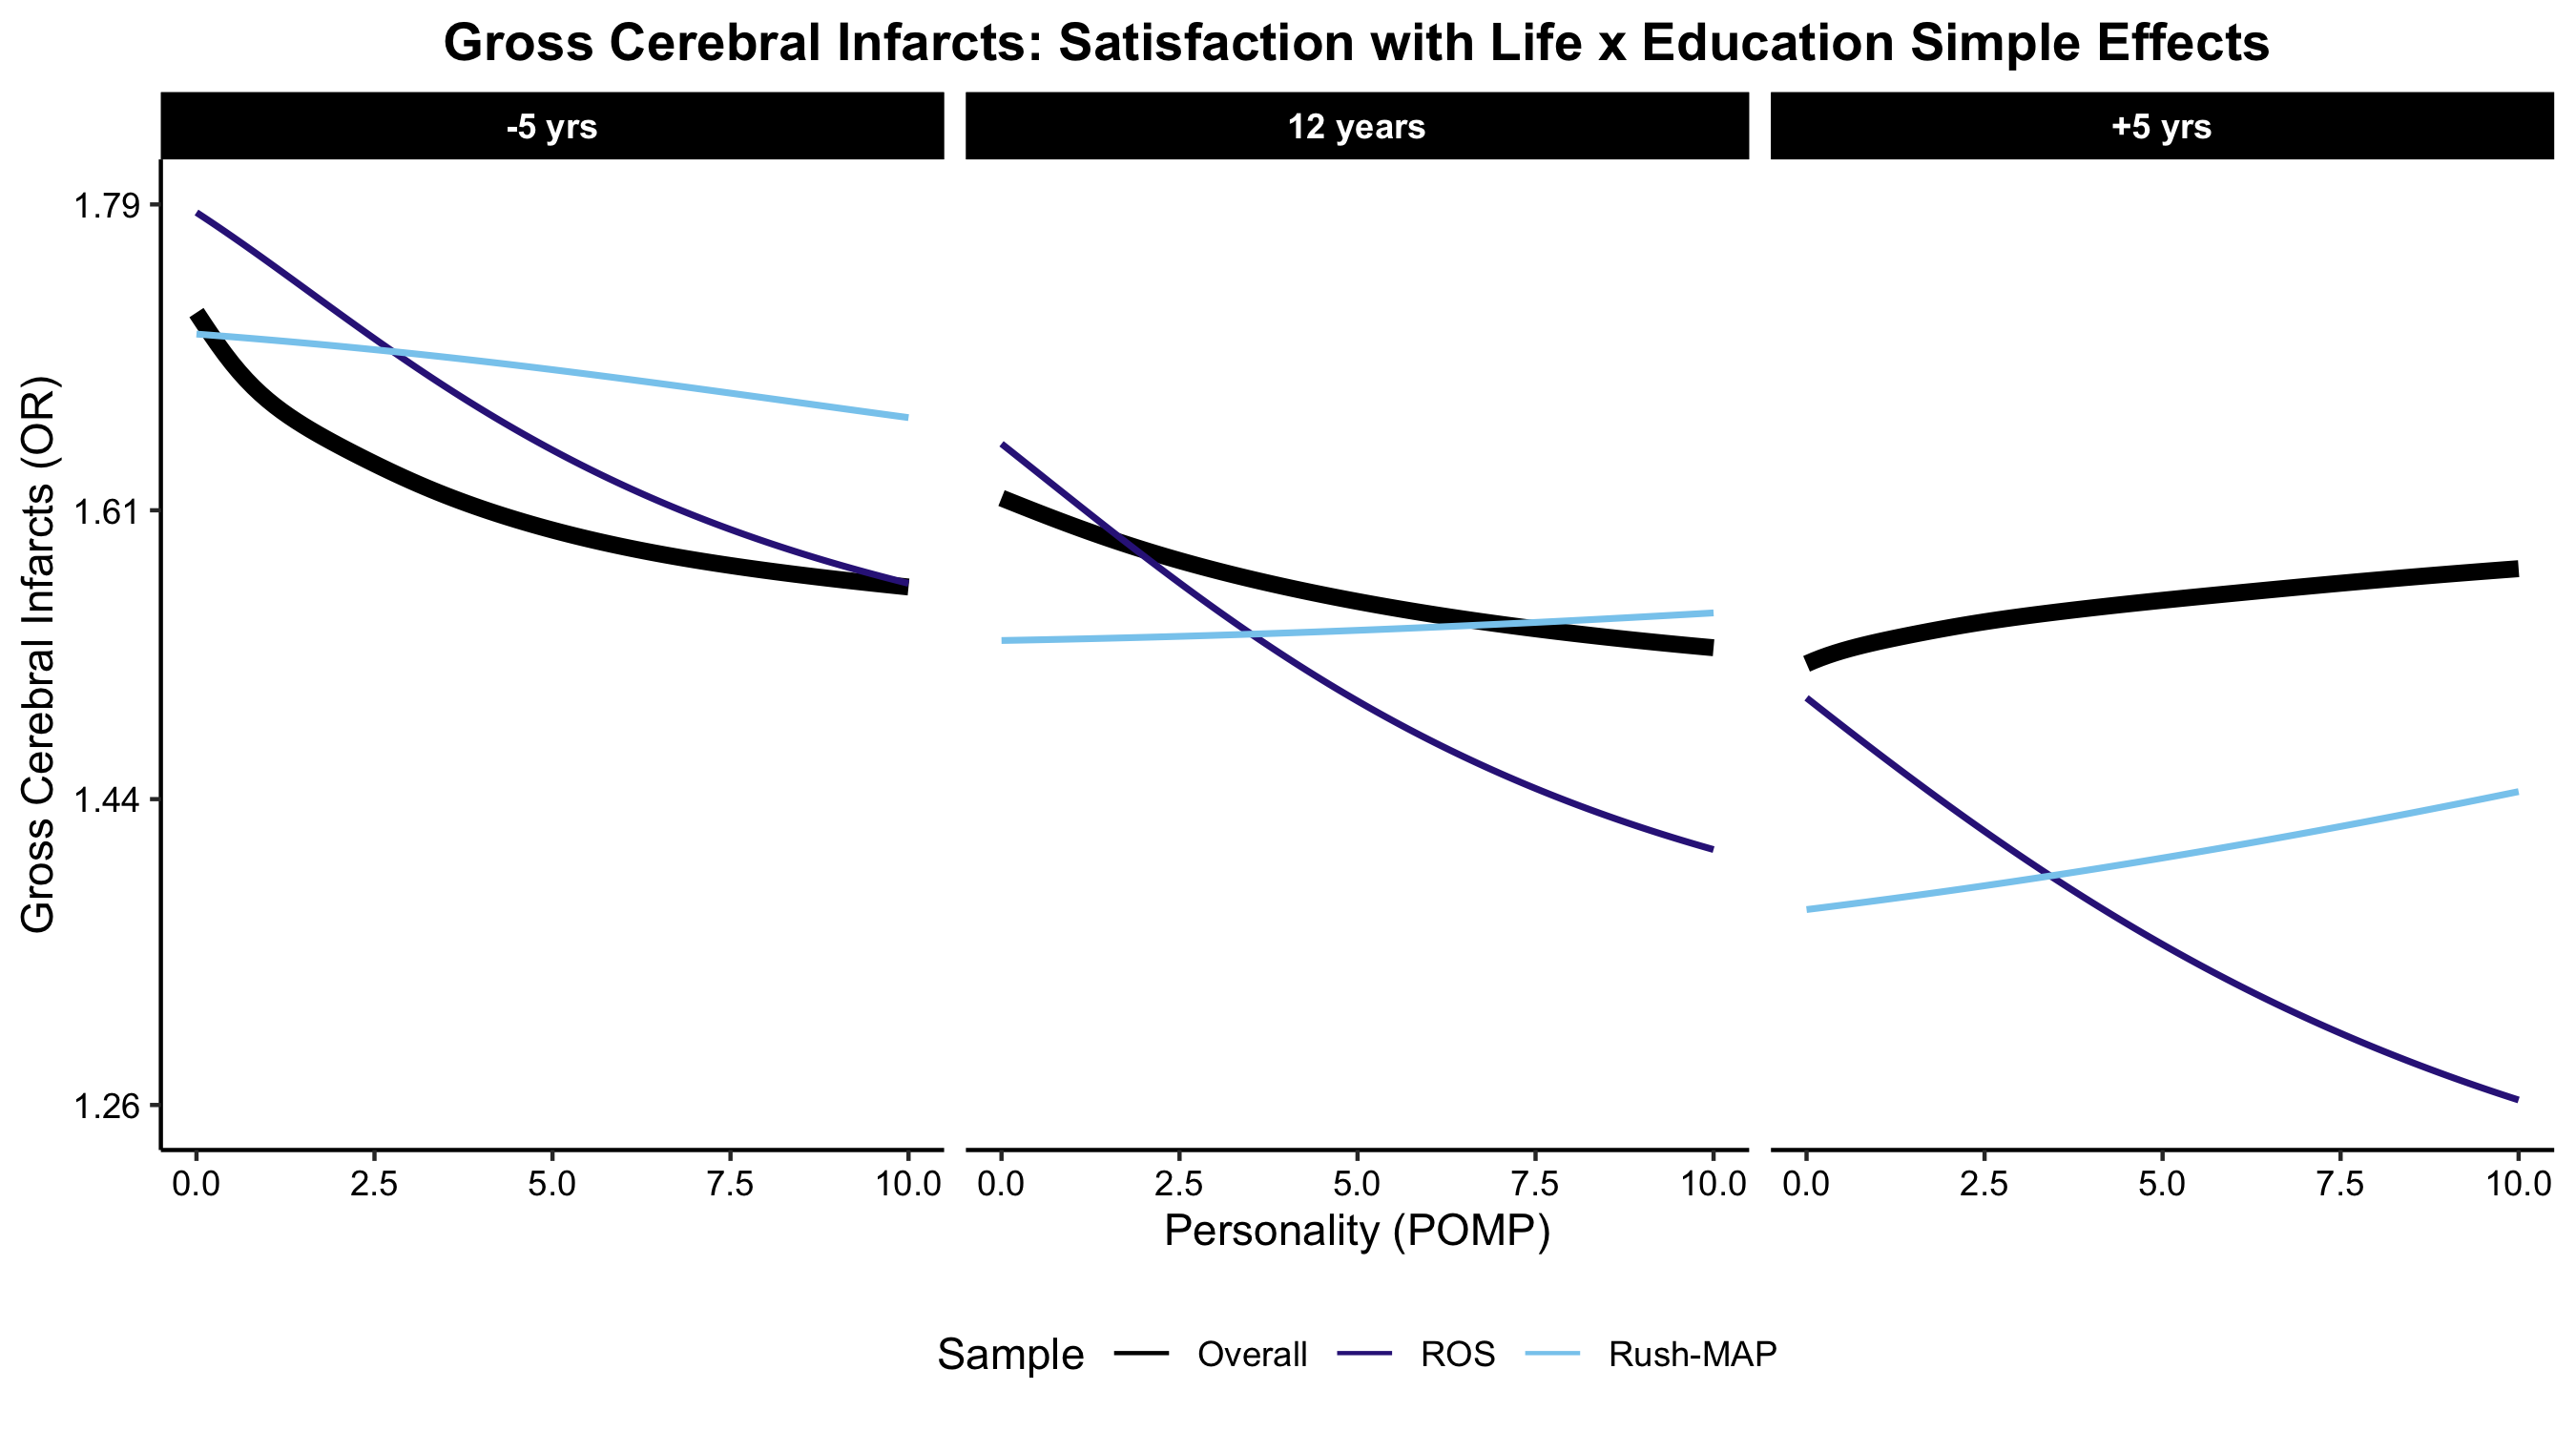 Gross Cerebral Infarcts: Satisfaction with Life x Education Simple Effects
-5 yrs
12 years
+5 yrs
Gross Cerebral Infarcts (OR)
1.79
1.61
1.44
1.26
0.0 2.5 5.0 7.5 10.0
0.0 2.5 5.0 7.5 10.0
0.0 2.5 5.0 7.5 10.0
Personality (POMP)
Sample Overall ROS Rush-MAP